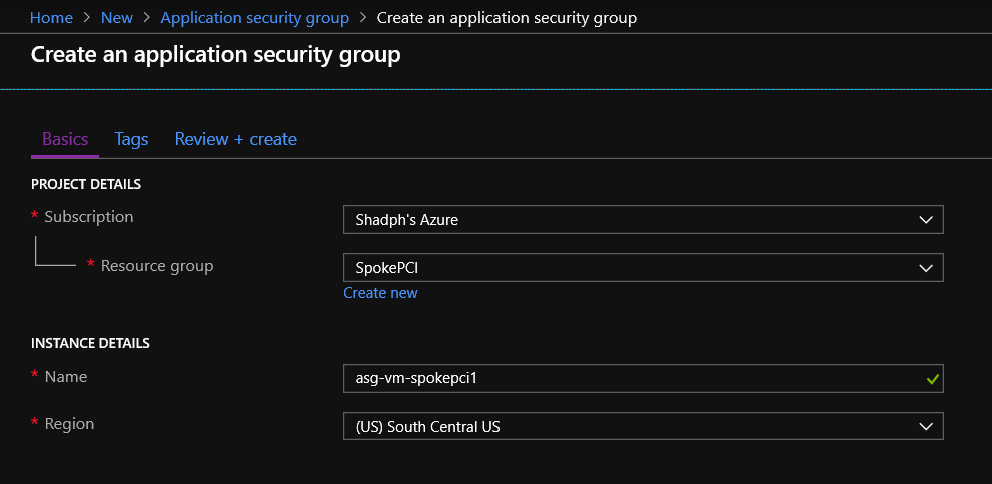 Home > New > Application security group > Create an application security group
Create an application security group
Basics Tags Review + create
PROJECT DETAILS
* Subscription Shadph's Azure
* Resource group SpokePCI
Create new
INSTANCE DETAILS
* Name asg-vm-spokepci1
* Region (US) South Central US